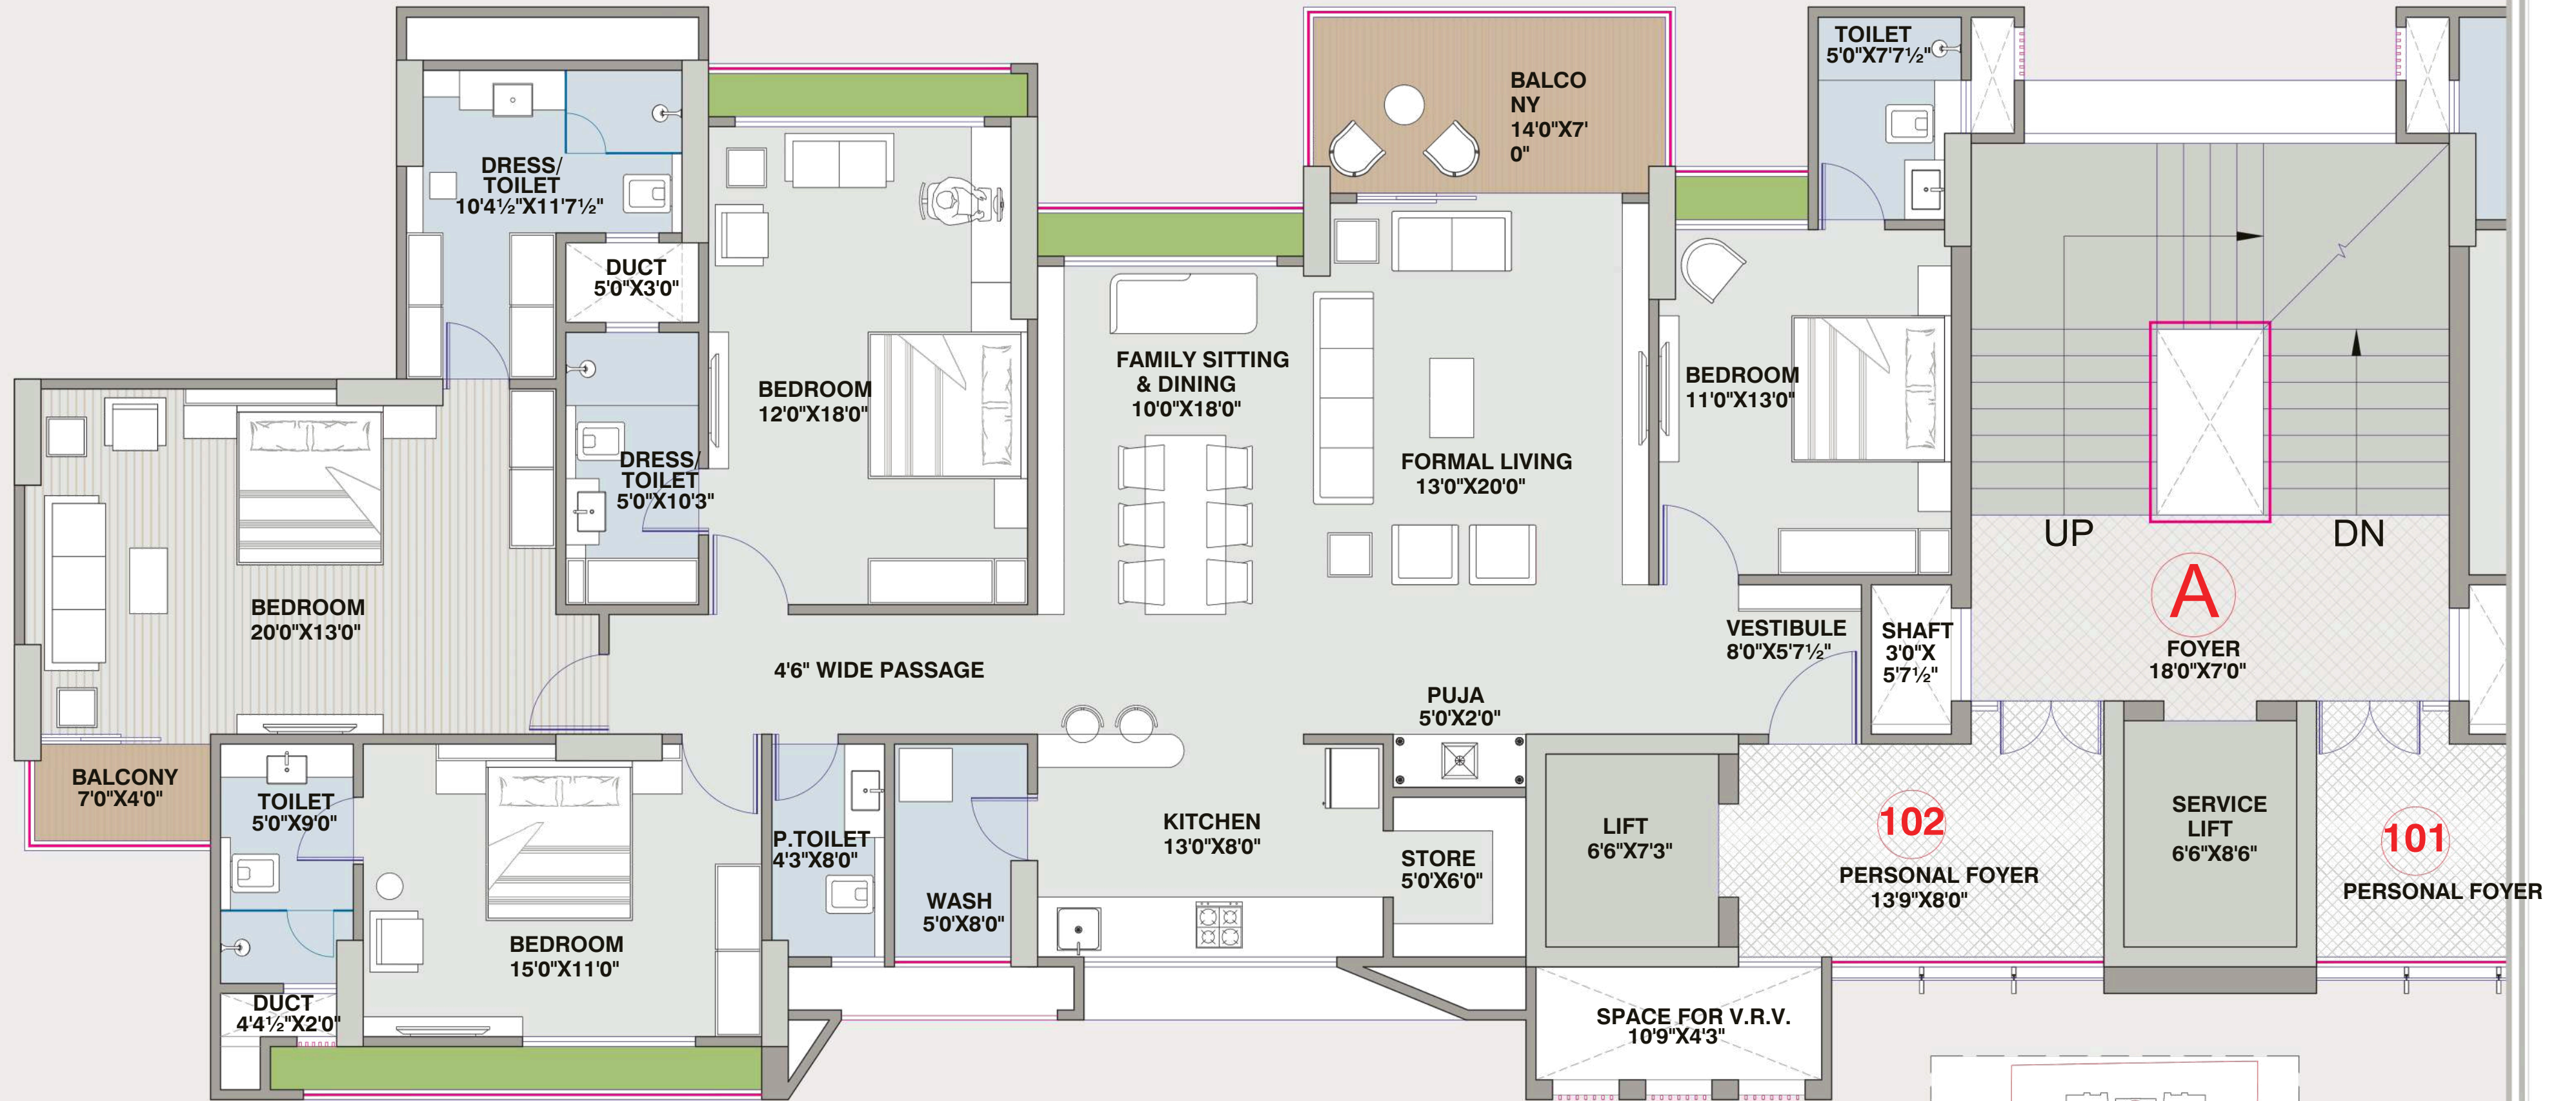 TOILET
5'0"X7'7½"
BALCO
NY
14'0"X7'
0"
DRESS/
TOILET
10'4½"X11'7½"
DUCT
5'0"X3'0"
BEDROOM
12'0"X18'0"
FAMILY SITTING
& DINING
10'0"X18'0"
FORMAL LIVING
13'0"X20'0"
BEDROOM
11'0"X13'0"
DRESS/
TOILET
5'0"X10'3"
UP
DN
A
FOYER
18'0"X7'0"
BEDROOM
20'0"X13'0"
4'6" WIDE PASSAGE
VESTIBULE
8'0"X5'7½"
SHAFT
3'0"X
5'7½"
PUJA
5'0"X2'0"
BALCONY
7'0"X4'0"
TOILET
5'0"X9'0"
P.TOILET
4'3"X8'0"
WASH
5'0'X8'0"
KITCHEN
13'0"X8'0"
STORE
5'0"X6'0"
LIFT
6'6"X7'3"
102
PERSONAL FOYER
13'9"X8'0"
SERVICE
LIFT
6'6"X8'6"
101
PERSONAL FOYER
BEDROOM
15'0"X11'0"
DUCT
4'4½"X2'0"
SPACE FOR V.R.V.
10'9"X4'3"